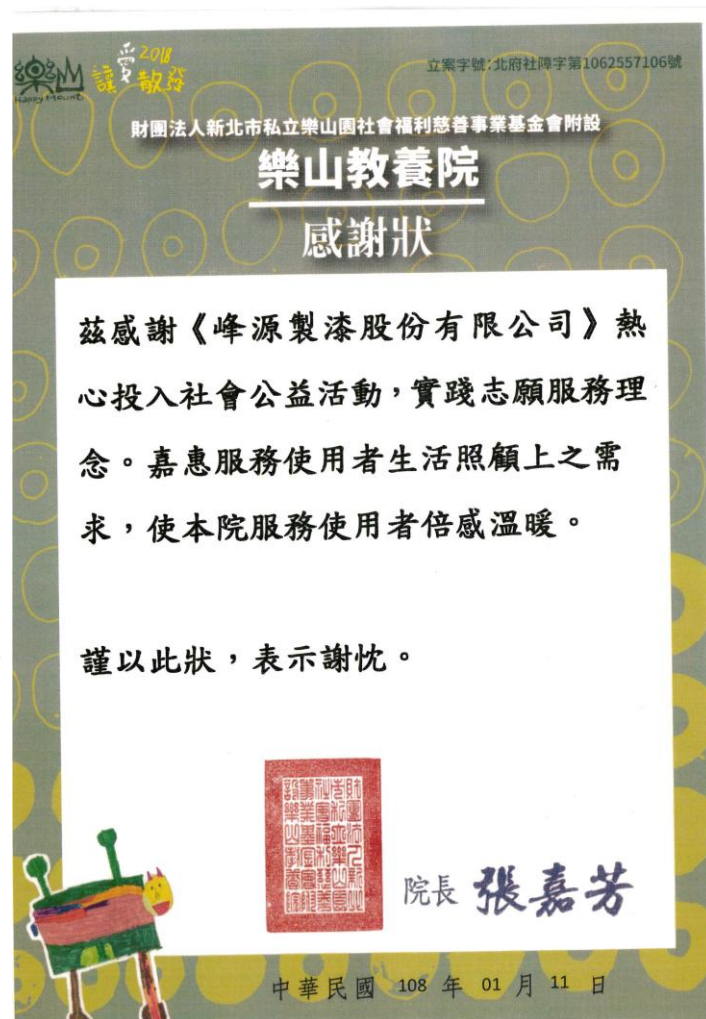 樂山
Happy Mount
2018
讓愛散發
立案字號:北府社障字第1062557106號
財團法人新北市私立樂山園社會福利慈善事業基金會附設
樂山教養院
感謝狀
茲感謝《峰源製漆股份有限公司》熱
心投入社會公益活動，實踐志願服務理
念。嘉惠服務使用者生活照顧上之需
求，使本院服務使用者倍感溫暖。
謹以此狀，表示謝忱。
院長 張嘉芳
中華民國 108 年 01 月 11 日